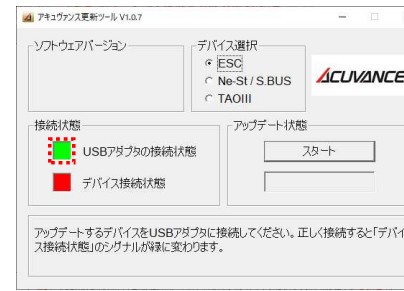 アキュヴァンス更新ツール V1.0.7
ソフトウェアバージョン
デバイス選択
ESC
Ne-St / S.BUS
TAOIII
ACUVANCE
接続状態
USBアダプタの接続状態
デバイス接続状態
アップデート状態
スタート
アップデートするデバイスをUSBアダプタに接続してください。正しく接続すると「デバイ
ス接続状態」のシグナルが緑に変わります。